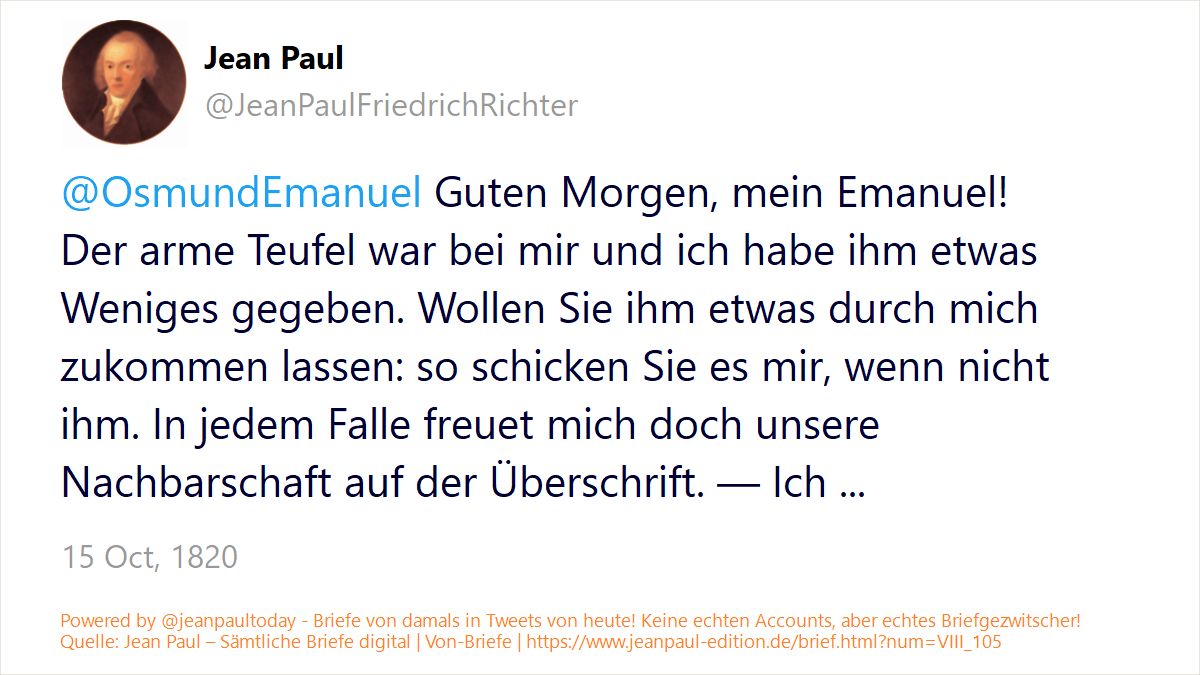 Jean Paul
@JeanPaulFriedrichRichter
@OsmundEmanuel Guten Morgen, mein Emanuel!
Der arme Teufel war bei mir und ich habe ihm etwas
Weniges gegeben. Wollen Sie ihm etwas durch mich
zukommen lassen: so schicken Sie es mir, wenn nicht
ihm. In jedem Falle freuet mich doch unsere
Nachbarschaft auf der Überschrift. — Ich ...
15 Oct, 1820
Powered by @jeanpaultoday - Briefe von damals in Tweets von heute! Keine echten Accounts, aber echtes Briefgezwitscher!
Quelle: Jean Paul – Sämtliche Briefe digital | Von-Briefe | https://www.jeanpaul-edition.de/brief.html?num=VIII_105